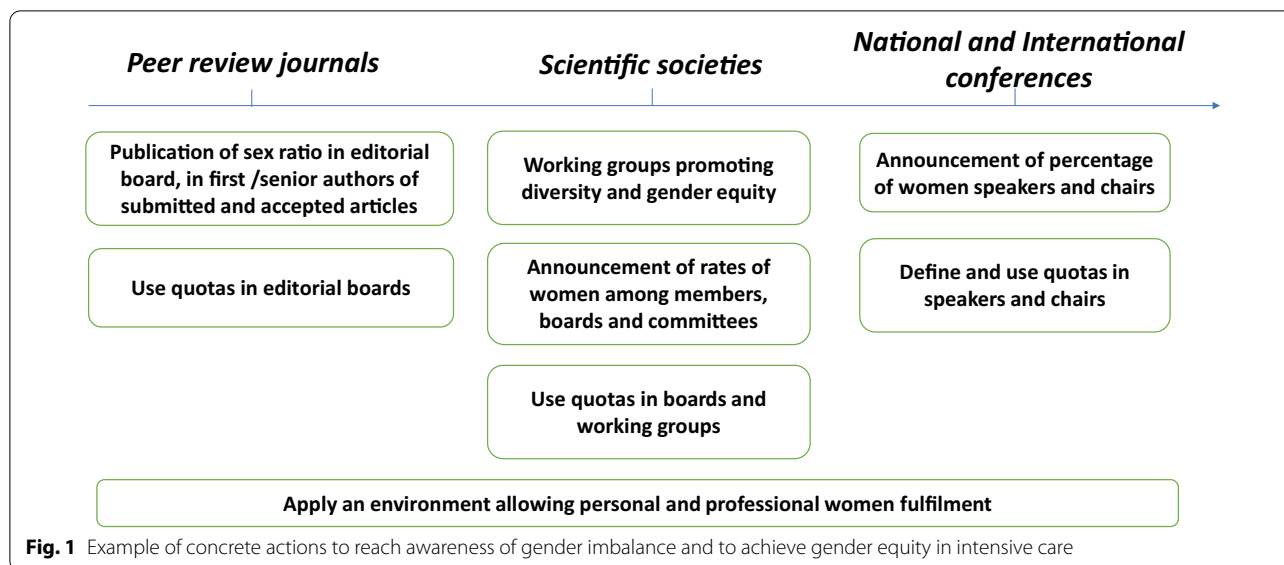 Peer review journals
Scientific societies
National and International
conferences
Publication of sex ratio in editorial
board, in first /senior authors of
submitted and accepted articles
Use quotas in editorial boards
Working groups promoting
diversity and gender equity
Announcement of rates of
women among members,
boards and committees
Use quotas in boards and
working groups
Announcement of percentage
of women speakers and chairs
Define and use quotas in
speakers and chairs
Apply an environment allowing personal and professional women fulfilment
Fig. 1 Example of concrete actions to reach awareness of gender imbalance and to achieve gender equity in intensive care